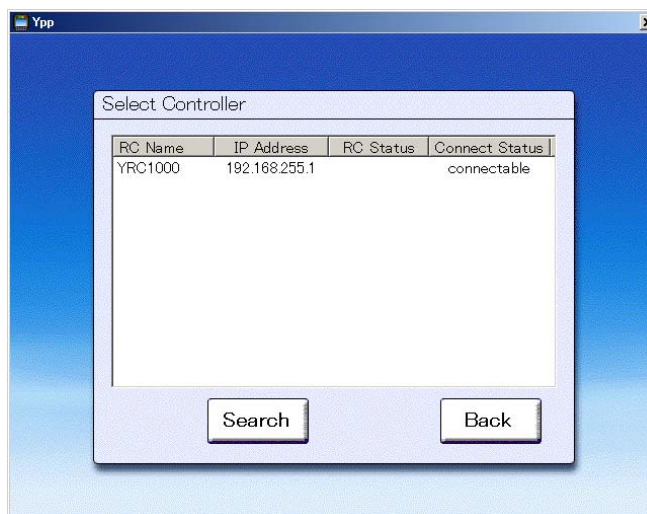 Ypp
Select Controller
RC Name IP Address RC Status Connect Status
YRC1000 192.168.255.1 connectable
Search Back